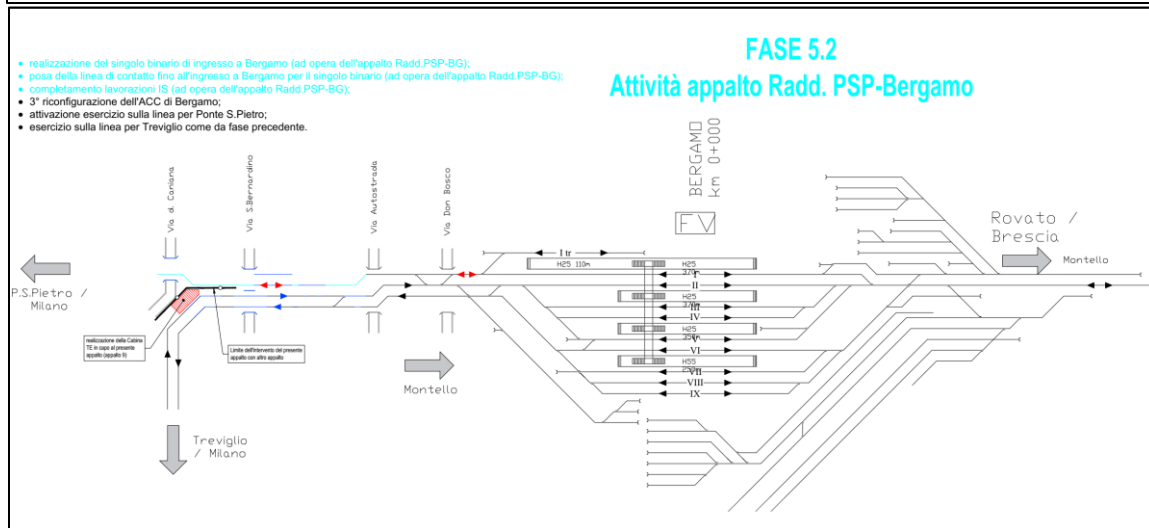 FASE 5.2
Attività appalto Radd. PSP-Bergamo
• realizzazione del singolo binario di ingresso a Bergamo (ad opera dell'appalto Radd.PSP-BG);
• posa della linea di contatto fino all'ingresso a Bergamo per il singolo binario (ad opera dell'appalto Radd.PSP-BG);
• completamento lavorazioni IS (ad opera dell'appalto Radd.PSP-BG);
• 3° riconfigurazione dell'ACC di Bergamo;
• attivazione esercizio sulla linea per Ponte S.Pietro;
• esercizio sulla linea per Treviglio come da fase precedente.
BERGAMO
km 0+000
FV
Via d. Caniana
Via S.Bernardino
Via Autostrada
Via Don Bosco
Rovato /
Brescia
Montello
P.S.Pietro /
Milano
I tr
H25 110m
H25
370m
I
II
H25
III
IV
H25
350m
V
VI
H55
VII
VIII
IX
realizzazione della Cabina
TE in capo al presente
appalto (appalto II)
Limite dell'intervento del presente
appalto con altro appalto
Montello
Treviglio
/ Milano